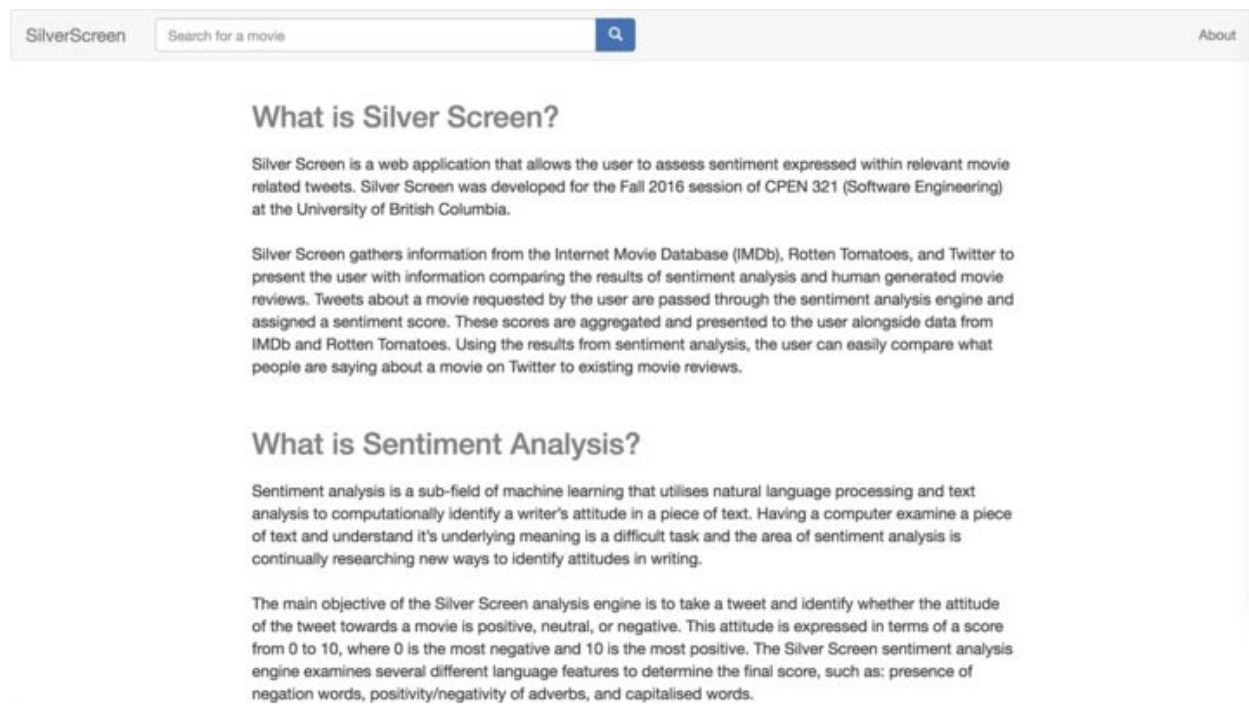 SilverScreen Search for a movie About
What is Silver Screen?
Silver Screen is a web application that allows the user to assess sentiment expressed within relevant movie
related tweets. Silver Screen was developed for the Fall 2016 session of CPEN 321 (Software Engineering)
at the University of British Columbia.
Silver Screen gathers information from the Internet Movie Database (IMDb), Rotten Tomatoes, and Twitter to
present the user with information comparing the results of sentiment analysis and human generated movie
reviews. Tweets about a movie requested by the user are passed through the sentiment analysis engine and
assigned a sentiment score. These scores are aggregated and presented to the user alongside data from
IMDb and Rotten Tomatoes. Using the results from sentiment analysis, the user can easily compare what
people are saying about a movie on Twitter to existing movie reviews.
What is Sentiment Analysis?
Sentiment analysis is a sub-field of machine learning that utilises natural language processing and text
analysis to computationally identify a writer's attitude in a piece of text. Having a computer examine a piece
of text and understand it's underlying meaning is a difficult task and the area of sentiment analysis is
continually researching new ways to identify attitudes in writing.
The main objective of the Silver Screen analysis engine is to take a tweet and identify whether the attitude
of the tweet towards a movie is positive, neutral, or negative. This attitude is expressed in terms of a score
from 0 to 10, where 0 is the most negative and 10 is the most positive. The Silver Screen sentiment analysis
engine examines several different language features to determine the final score, such as: presence of
negation words, positivity/negativity of adverbs, and capitalised words.